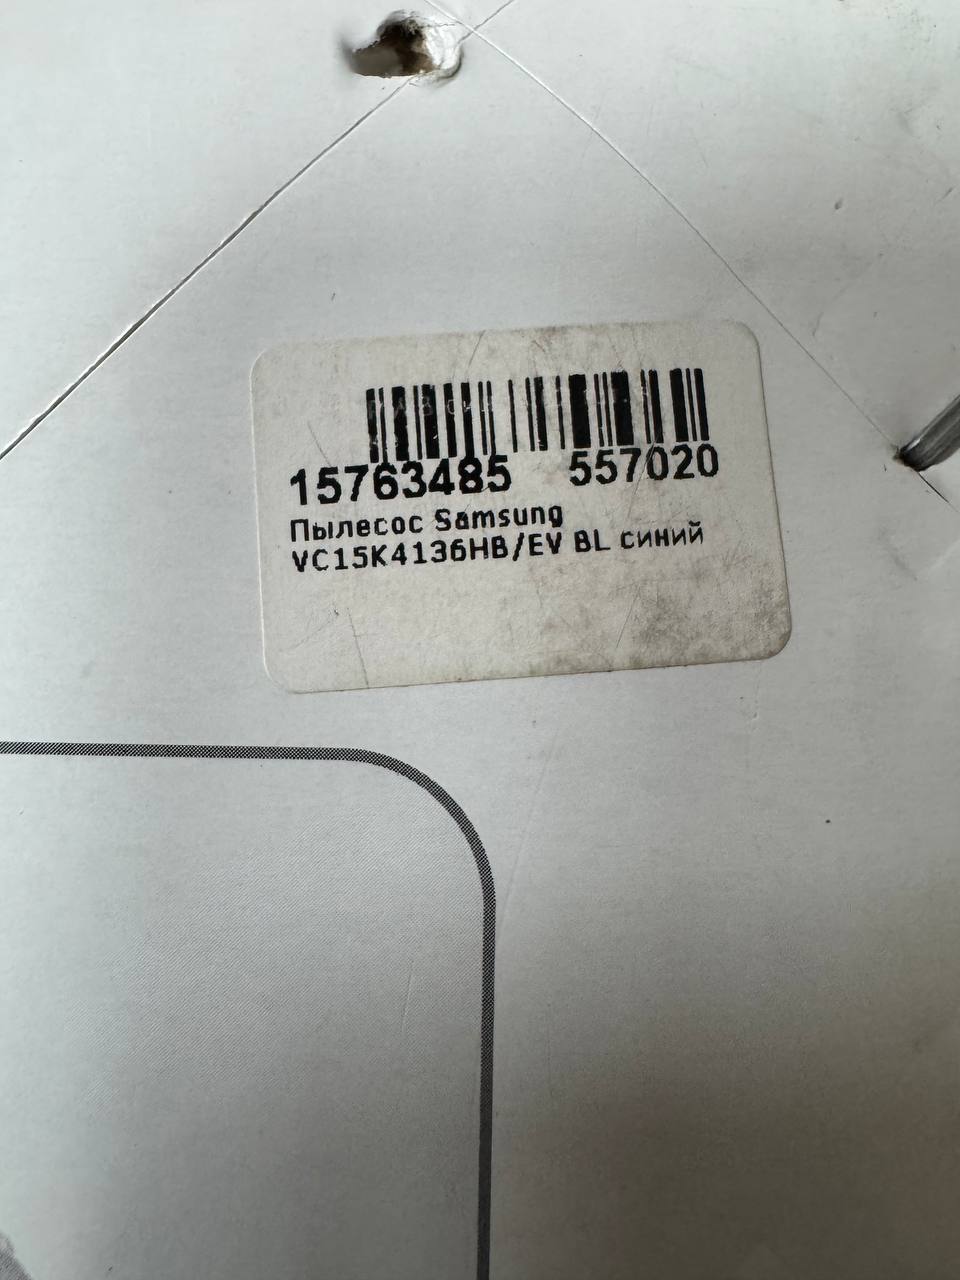 15763485 557020
Пылесос Samsung
VC15K4136HB/EV BL синий